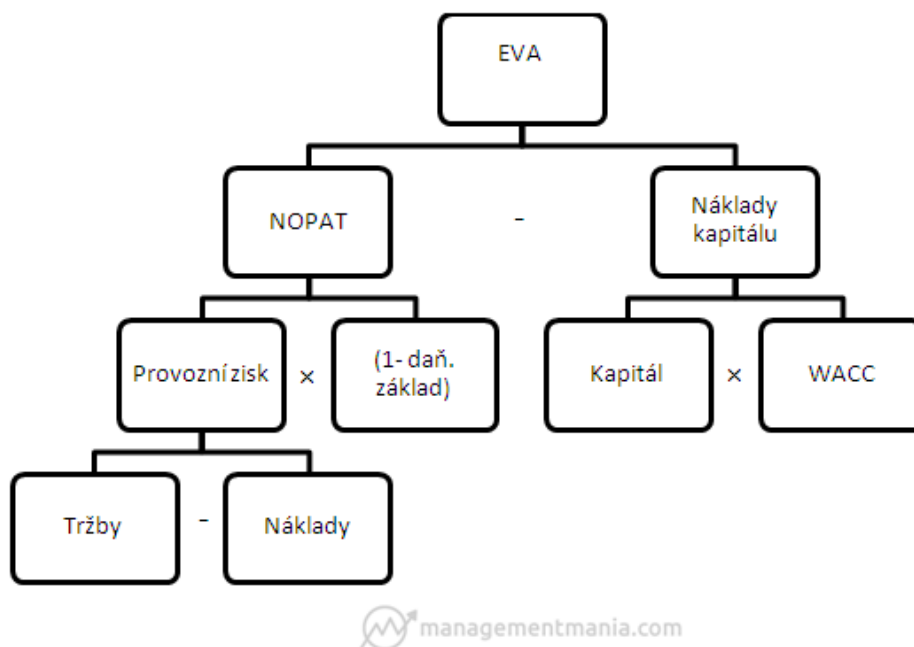 EVA
NOPAT
-
Náklady
kapitálu
Provozní zisk
×
(1- daň.
základ)
Kapitál
×
WACC
Tržby
-
Náklady
managementmania.com